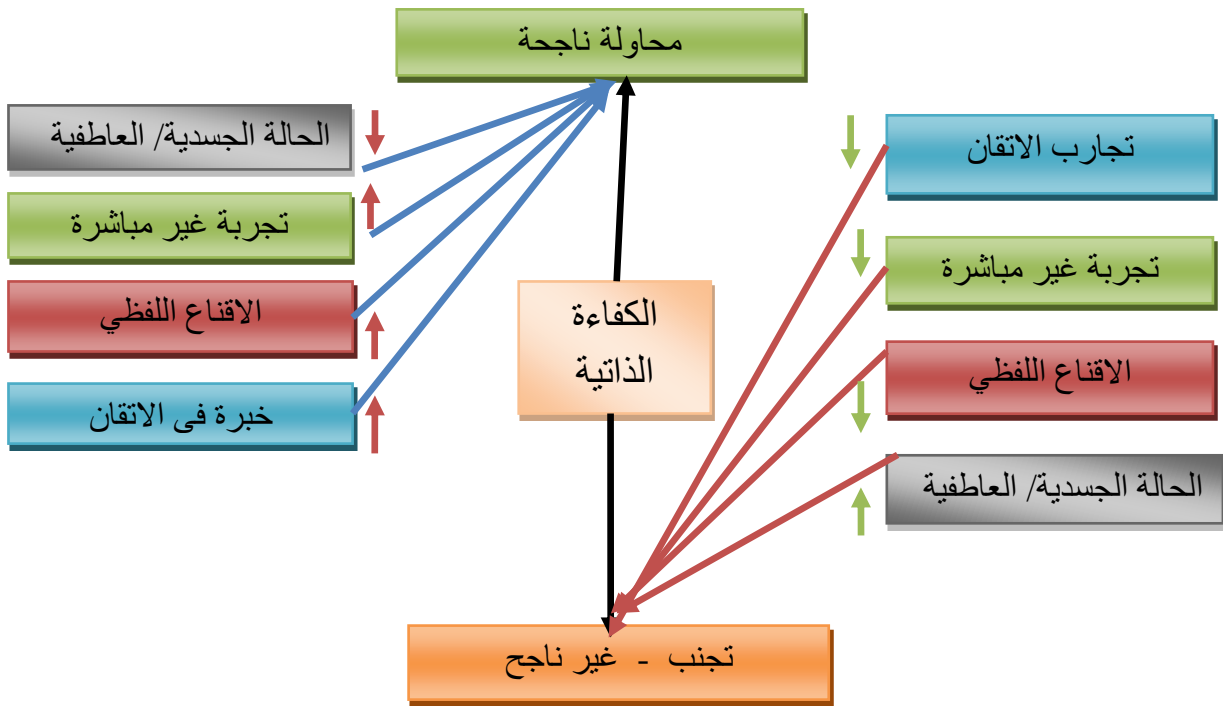 محاولة ناجحة
تجارب الاتقان
تجربة غير مباشرة
الاقناع اللفظي
الحالة الجسدية/ العاطفية
الكفاءة
الذاتية
الحالة الجسدية/ العاطفية
تجربة غير مباشرة
الاقناع اللفظي
خبرة فى الاتقان
تجنب - غير ناجح